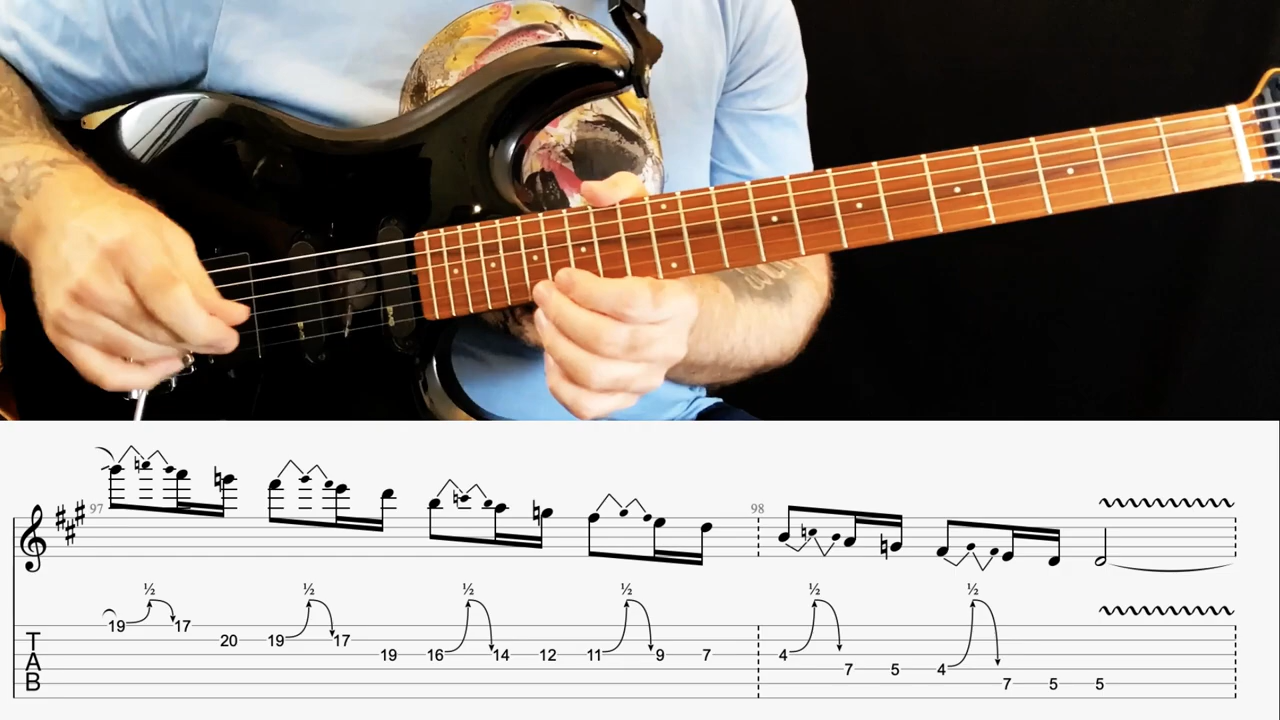 97 98
½ ½ ½ ½ ½ ½
19 17
T 20 19 17
A 19 16 14 12 11 9 7 4
7 5 4
B 7 5 5